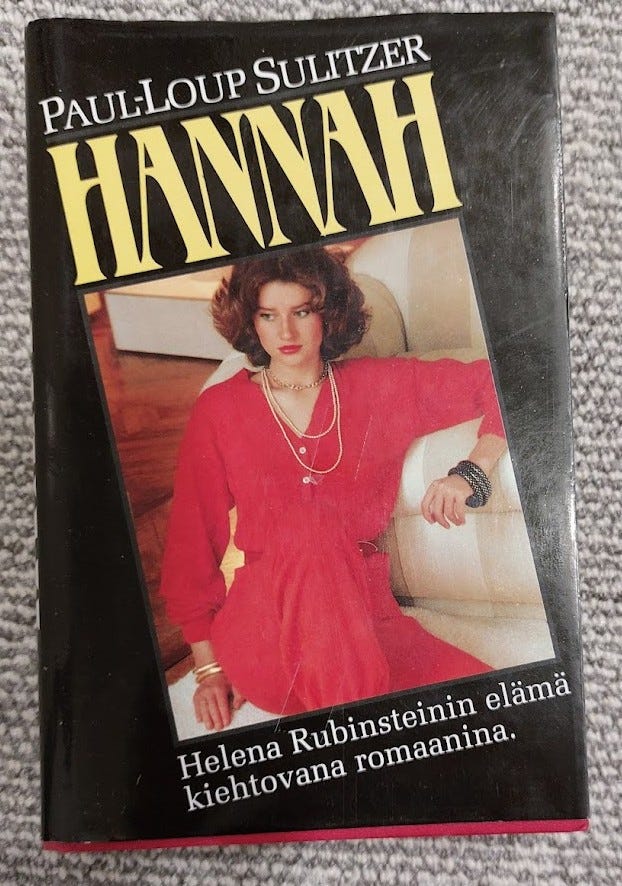 PAUL-LOUP SULITZER
HANNAH
Helena Rubinsteinin elämä
kiehtovana romaanina.